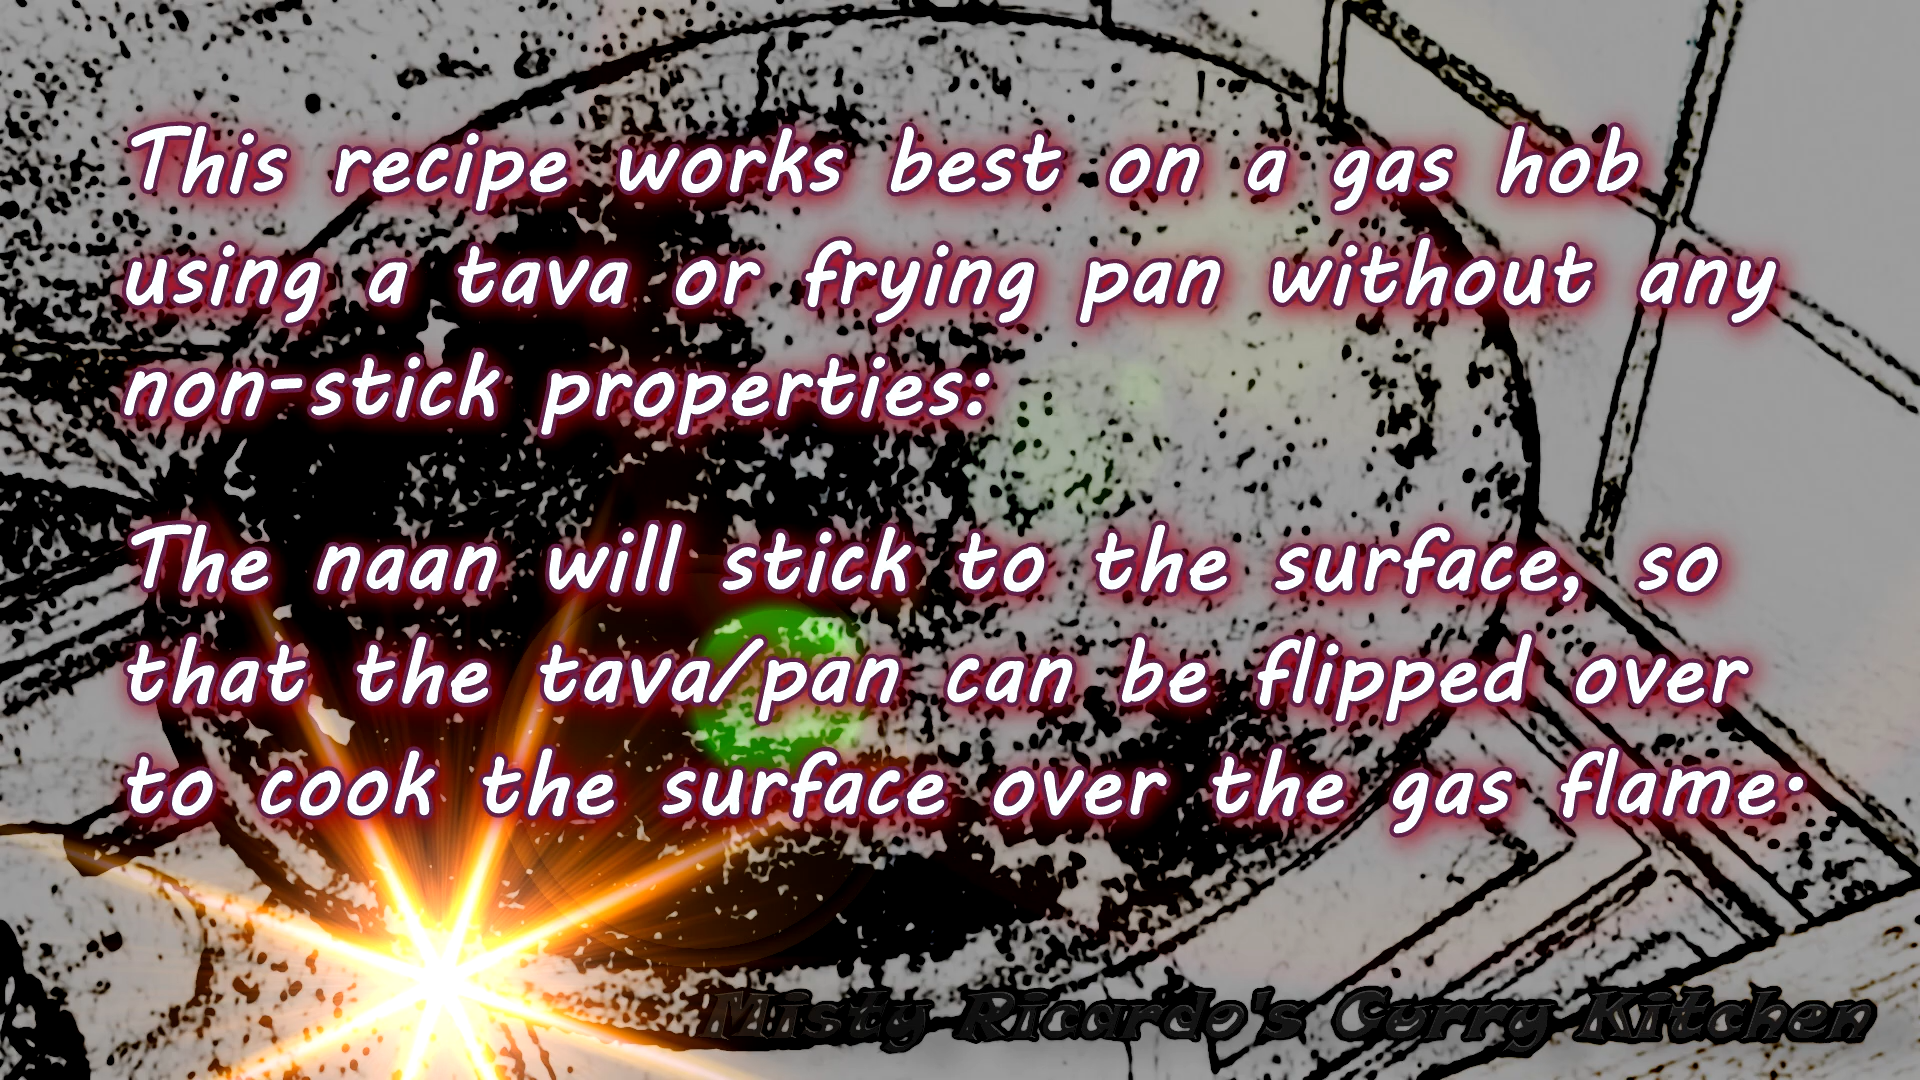 This recipe works best on a gas hob
using a tava or frying pan without any
non-stick properties:
The naan will stick to the surface, so
that the tava/pan can be flipped over
to cook the surface over the gas flame.
Misty Ricardo's Curry Kitchen